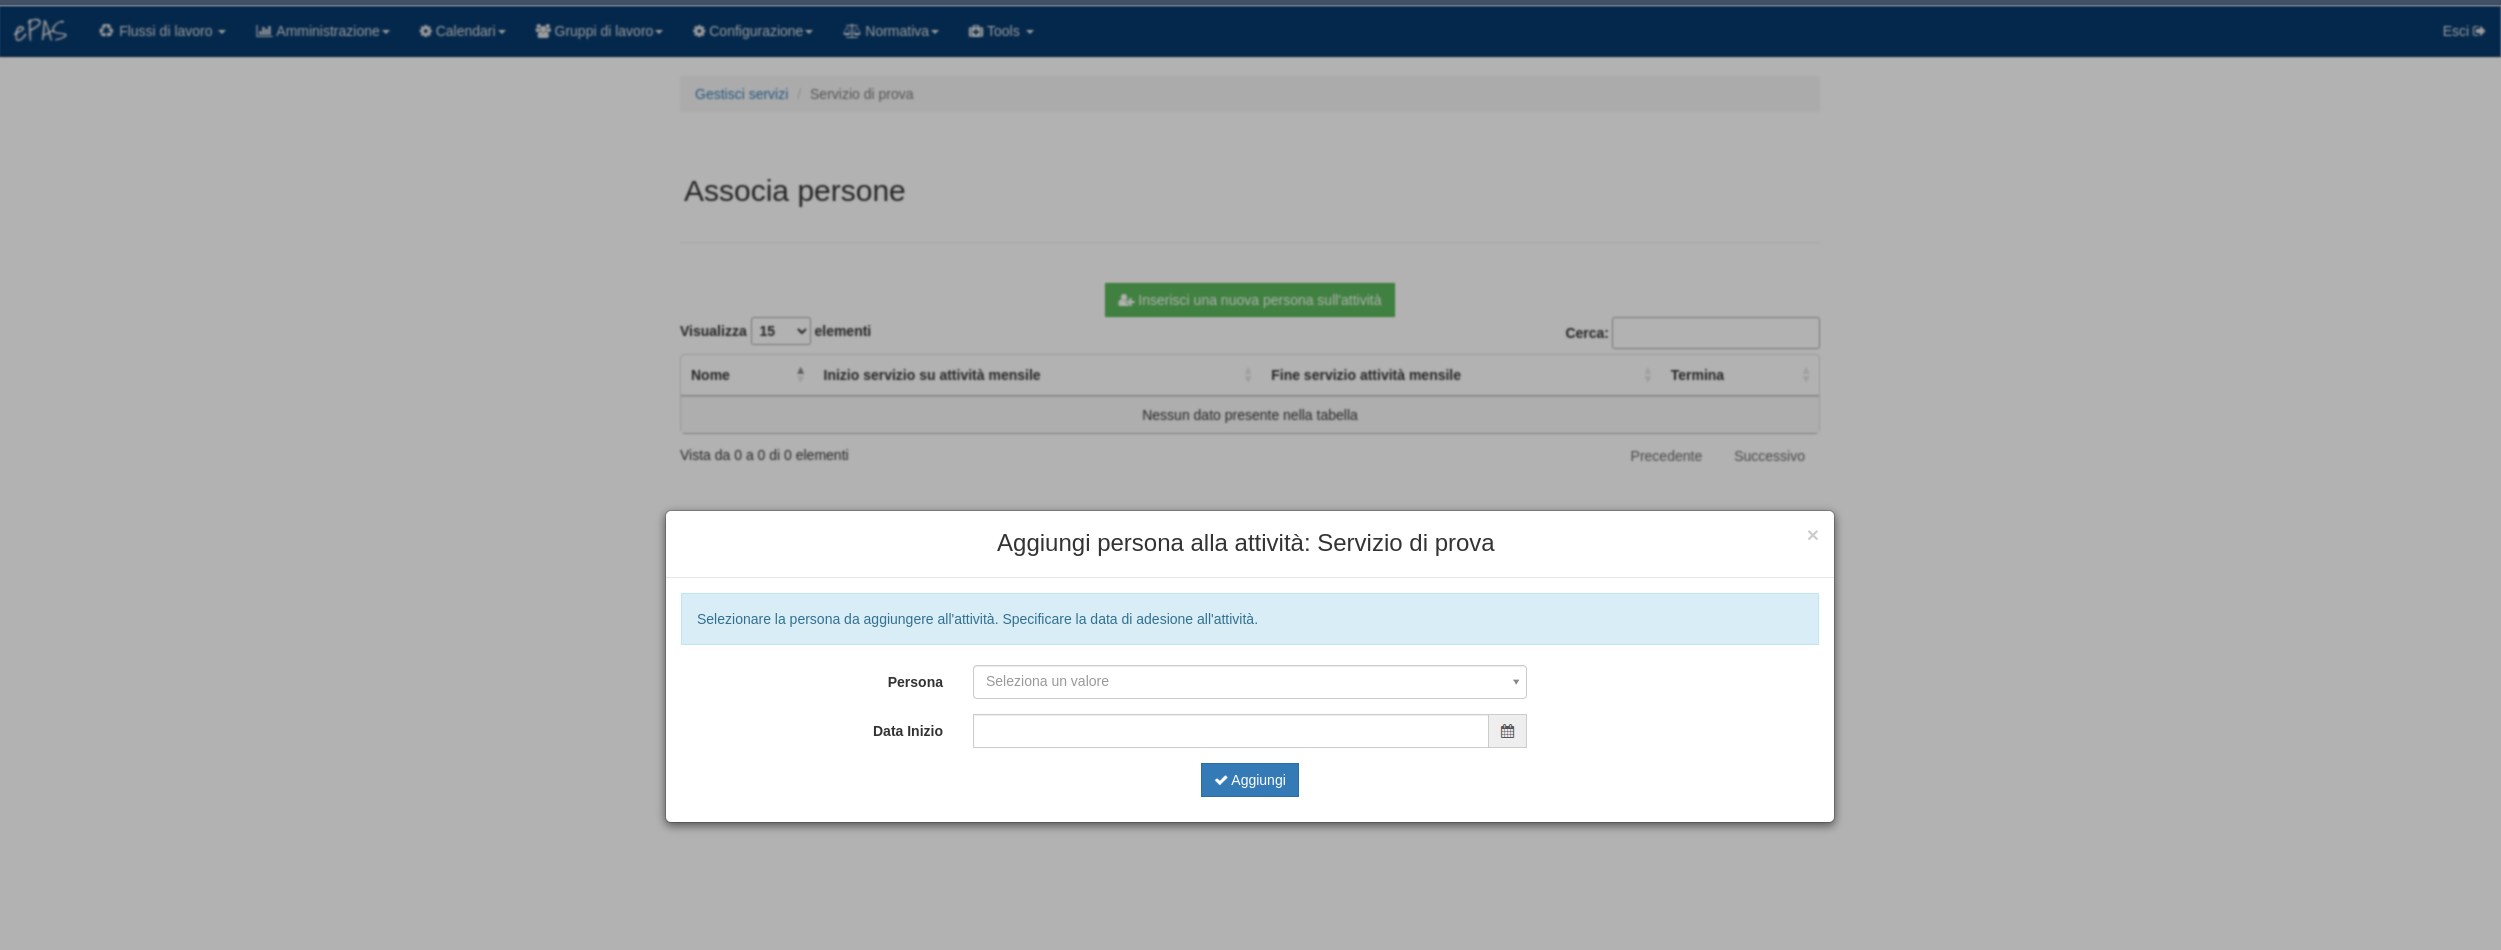 ePAS Flussi di lavoro Amministrazione Calendari Gruppi di lavoro Configurazione Normativa Tools Esci
Gestisci servizi / Servizio di prova
Associa persone
Inserisci una nuova persona sull'attività
Visualizza 15 elementi Cerca:
Nome Inizio servizio su attività mensile Fine servizio attività mensile Termina
Nessun dato presente nella tabella
Vista da 0 a 0 di 0 elementi Precedente Successivo
Aggiungi persona alla attività: Servizio di prova ×
Selezionare la persona da aggiungere all'attività. Specificare la data di adesione all'attività.
Persona Seleziona un valore
Data Inizio
Aggiungi